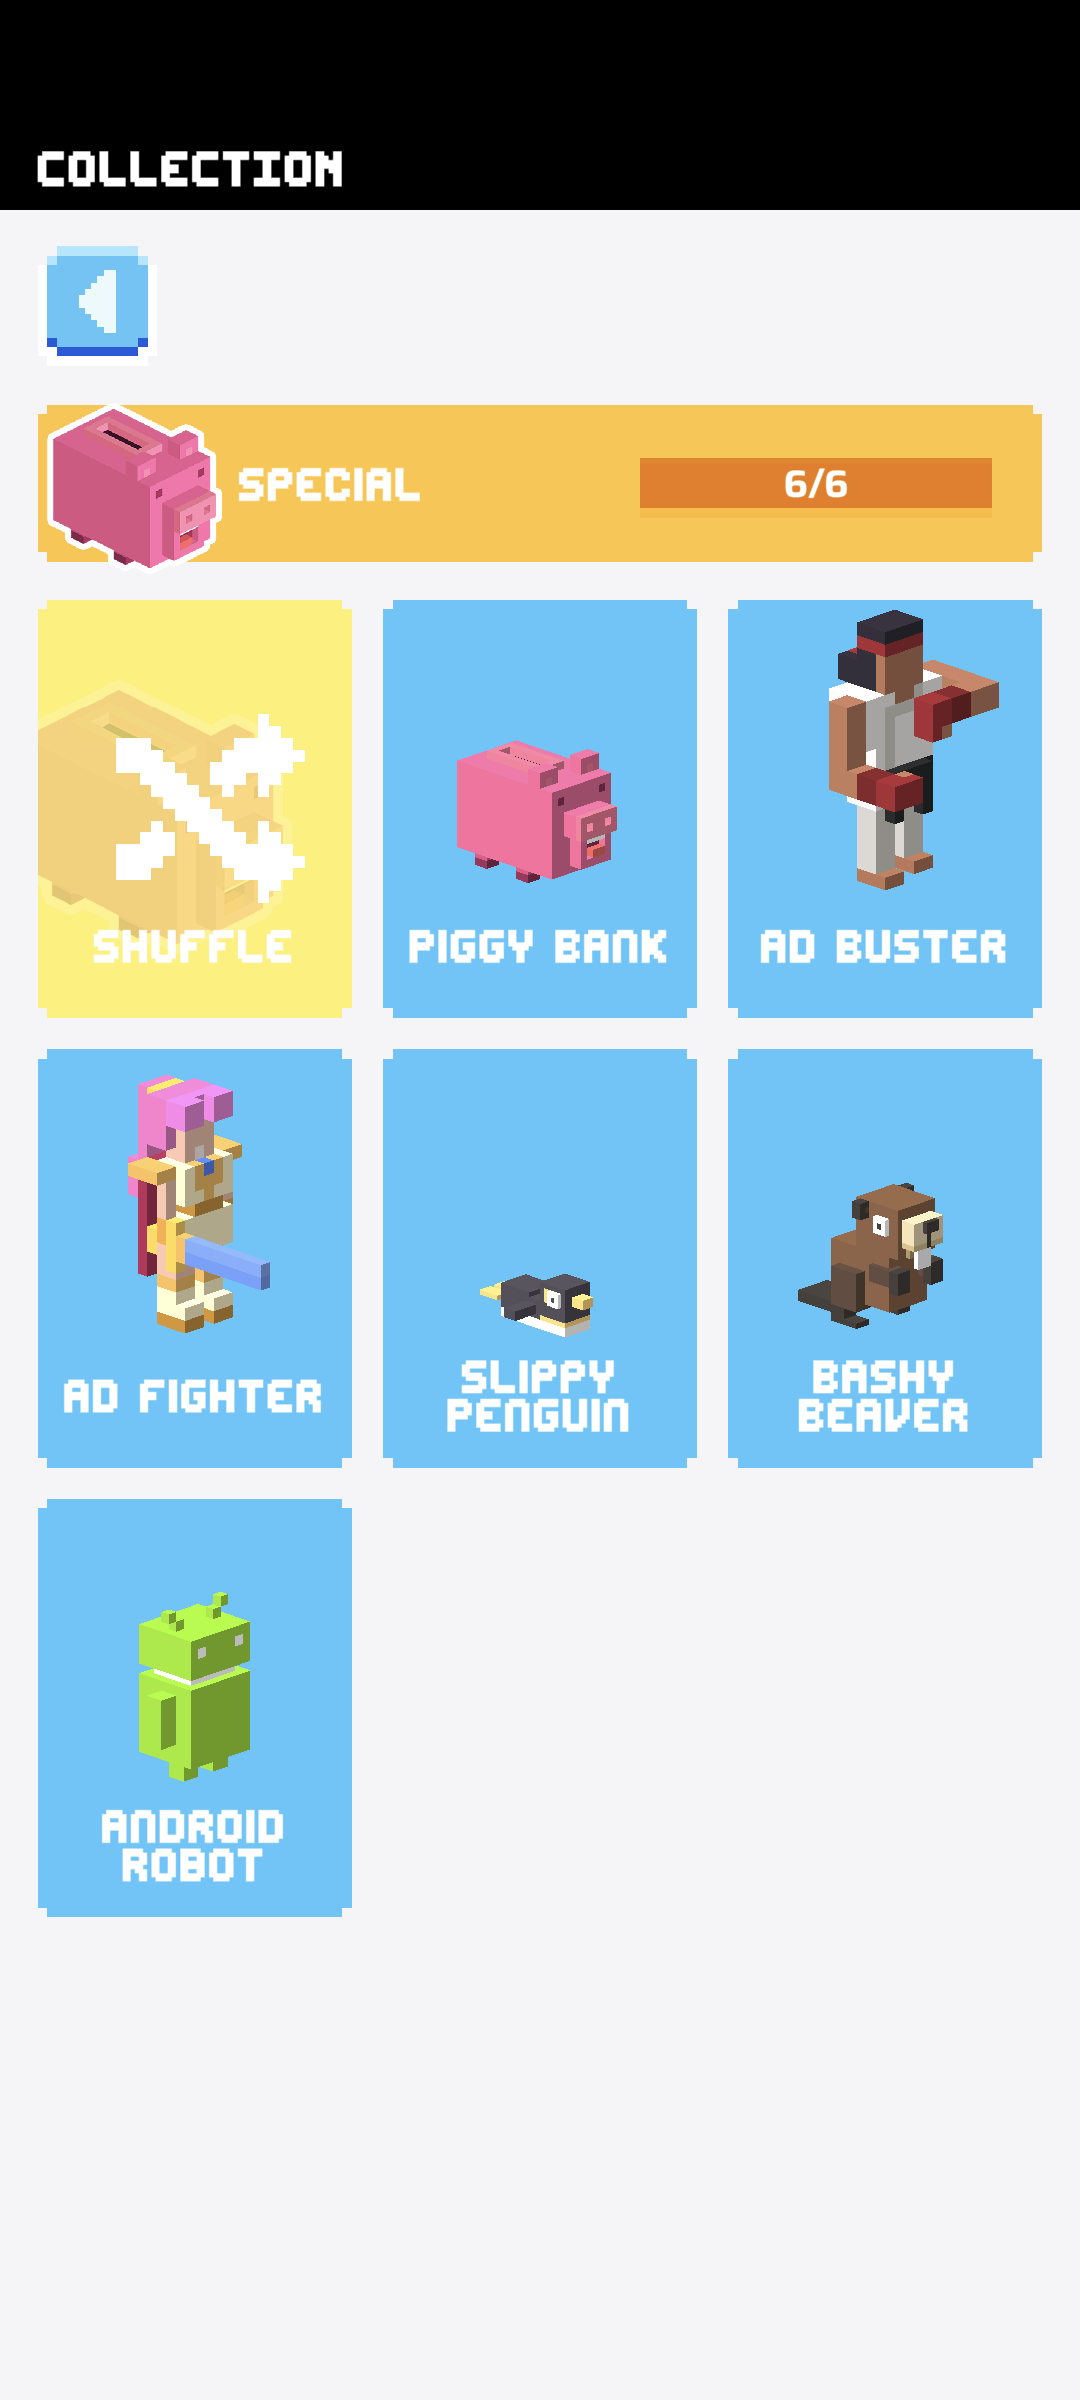 COLLECTION
SPECIAL
6/6
SHUFFLE
PIGGY BANK
AD BUSTER
AD FIGHTER
SLIPPY
PENGUIN
BASHY
BEAVER
ANDROID
ROBOT